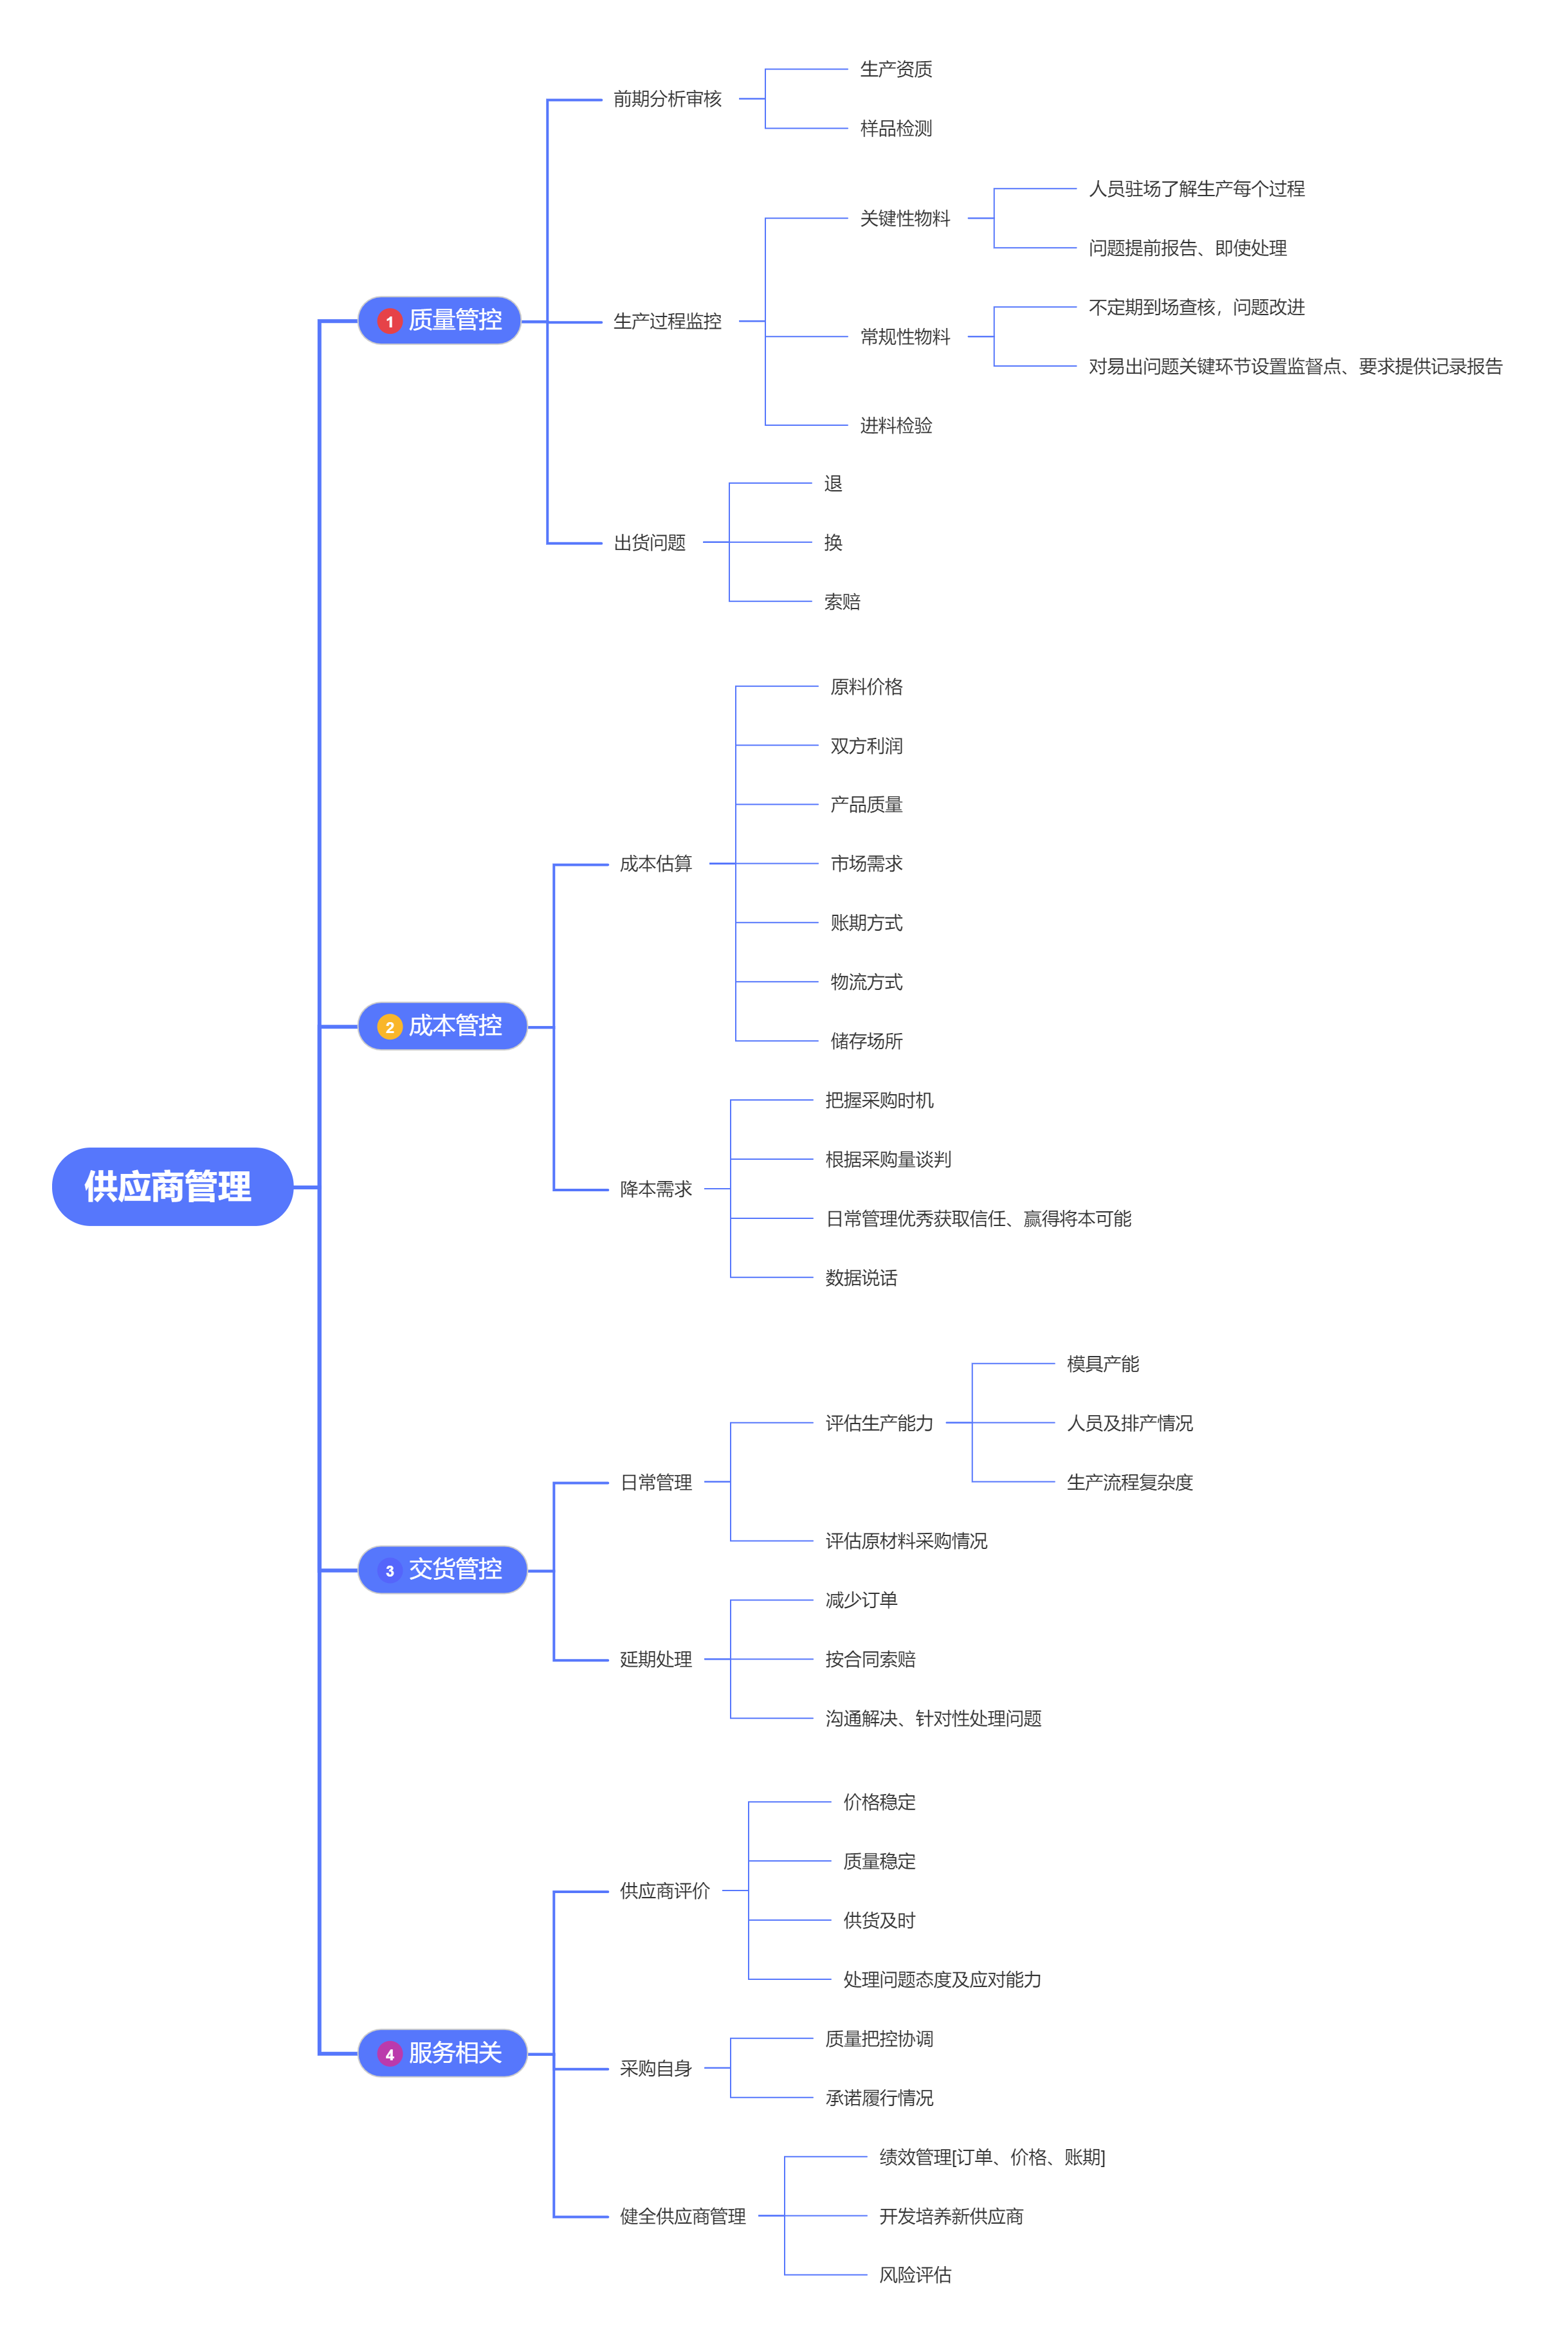 供应商管理
1 质量管控
前期分析审核
生产资质
样品检测
生产过程监控
关键性物料
人员驻场了解生产每个过程
问题提前报告、即使处理
常规性物料
不定期到场查核，问题改进
对易出问题关键环节设置监督点、要求提供记录报告
进料检验
出货问题
退
换
索赔
2 成本管控
成本估算
原料价格
双方利润
产品质量
市场需求
账期方式
物流方式
储存场所
降本需求
把握采购时机
根据采购量谈判
日常管理优秀获取信任、赢得将本可能
数据说话
3 交货管控
日常管理
评估生产能力
模具产能
人员及排产情况
生产流程复杂度
评估原材料采购情况
延期处理
减少订单
按合同索赔
沟通解决、针对性处理问题
4 服务相关
供应商评价
价格稳定
质量稳定
供货及时
处理问题态度及应对能力
采购自身
质量把控协调
承诺履行情况
健全供应商管理
绩效管理[订单、价格、账期]
开发培养新供应商
风险评估